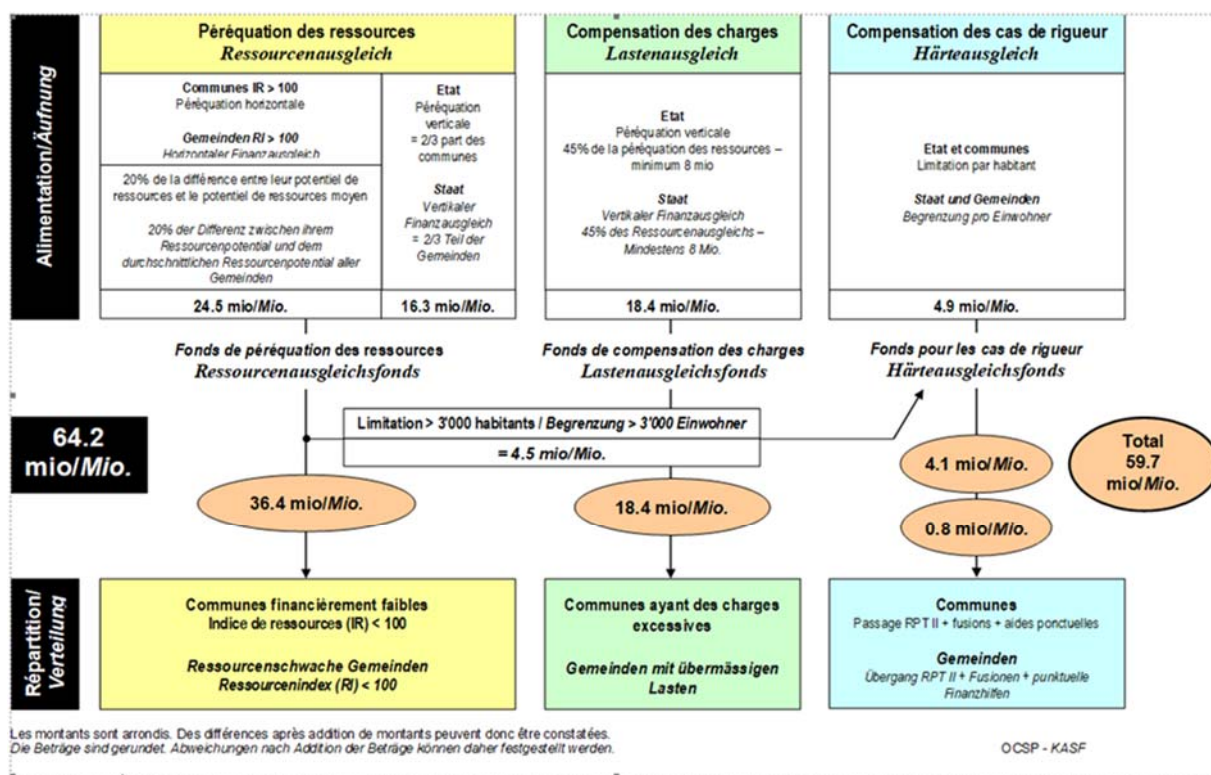 Alimentation/Äufnung
Péréquation des ressources
Ressourcenausgleich
Communes IR > 100
Péréquation horizontale
Gemeinden RI > 100
Horizontaler Finanzausgleich
20% de la différence entre leur potentiel de
ressources et le potentiel de ressources moyen
20% der Differenz zwischen ihrem
Ressourcenpotential und dem
durchschnittlichen Ressourcenpotential aller
Gemeinden
24.5 mio/Mio.
Etat
Péréquation
verticale
= 2/3 part des
communes
Staat
Vertikaler
Finanzausgleich
= 2/3 Teil der
Gemeinden
16.3 mio/Mio.
Compensation des charges
Lastenausgleich
Etat
Péréquation verticale
45% de la péréquation des ressources –
minimum 8 mio
Staat
Vertikaler Finanzausgleich
45% des Ressourcenausgleichs –
Mindestens 8 Mio.
18.4 mio/Mio.
Compensation des cas de rigueur
Härteausgleich
Etat et communes
Limitation par habitant
Staat und Gemeinden
Begrenzung pro Einwohner
4.9 mio/Mio.
Fonds de péréquation des ressources
Ressourcenausgleichsfonds
Fonds de compensation des charges
Lastenausgleichsfonds
Fonds pour les cas de rigueur
Härteausgleichsfonds
64.2
mio/Mio.
Limitation > 3'000 habitants / Begrenzung > 3'000 Einwohner
= 4.5 mio/Mio.
36.4 mio/Mio.
18.4 mio/Mio.
4.1 mio/Mio.
0.8 mio/Mio.
Total
59.7
mio/Mio.
Répartition/
Verteilung
Communes financièrement faibles
Indice de ressources (IR) < 100
Ressourcenschwache Gemeinden
Ressourcenindex (RI) < 100
Communes ayant des charges
excessives
Gemeinden mit übermässigen
Lasten
Communes
Passage RPT II + fusions + aides ponctuelles
Gemeinden
Übergang RPT II + Fusionen + punktuelle
Finanzhilfen
Les montants sont arrondis. Des différences après addition de montants peuvent donc être constatées.
Die Beträge sind gerundet. Abweichungen nach Addition der Beträge können daher festgestellt werden.
OCSP - KASF